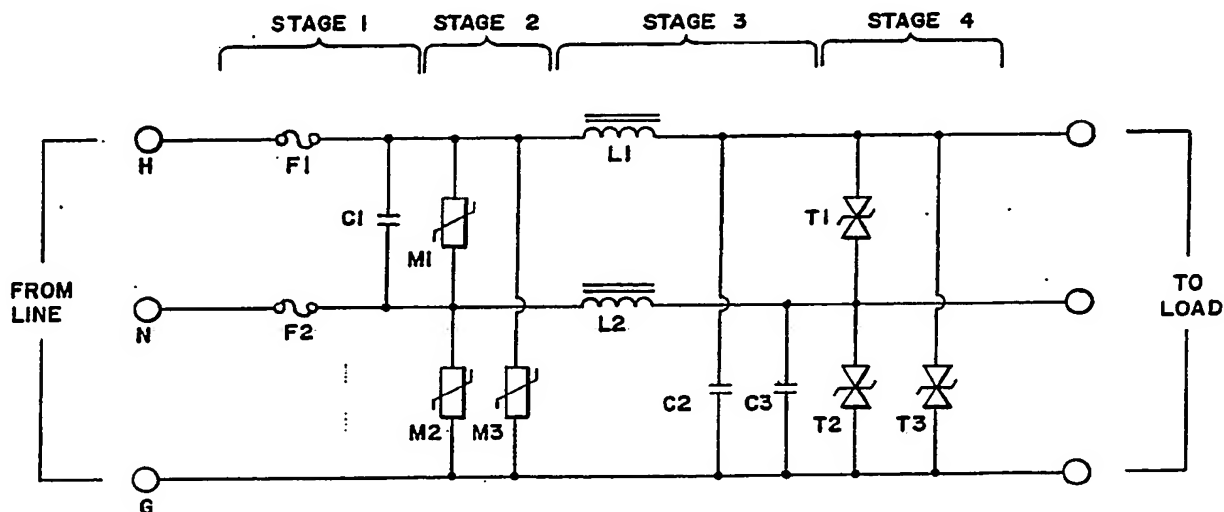 STAGE 1 STAGE 2 STAGE 3 STAGE 4
H F1 L1
C1 M1 T1
FROM LINE
TO LOAD
N F2 L2
M2 M3 C2 C3 T2 T3
G